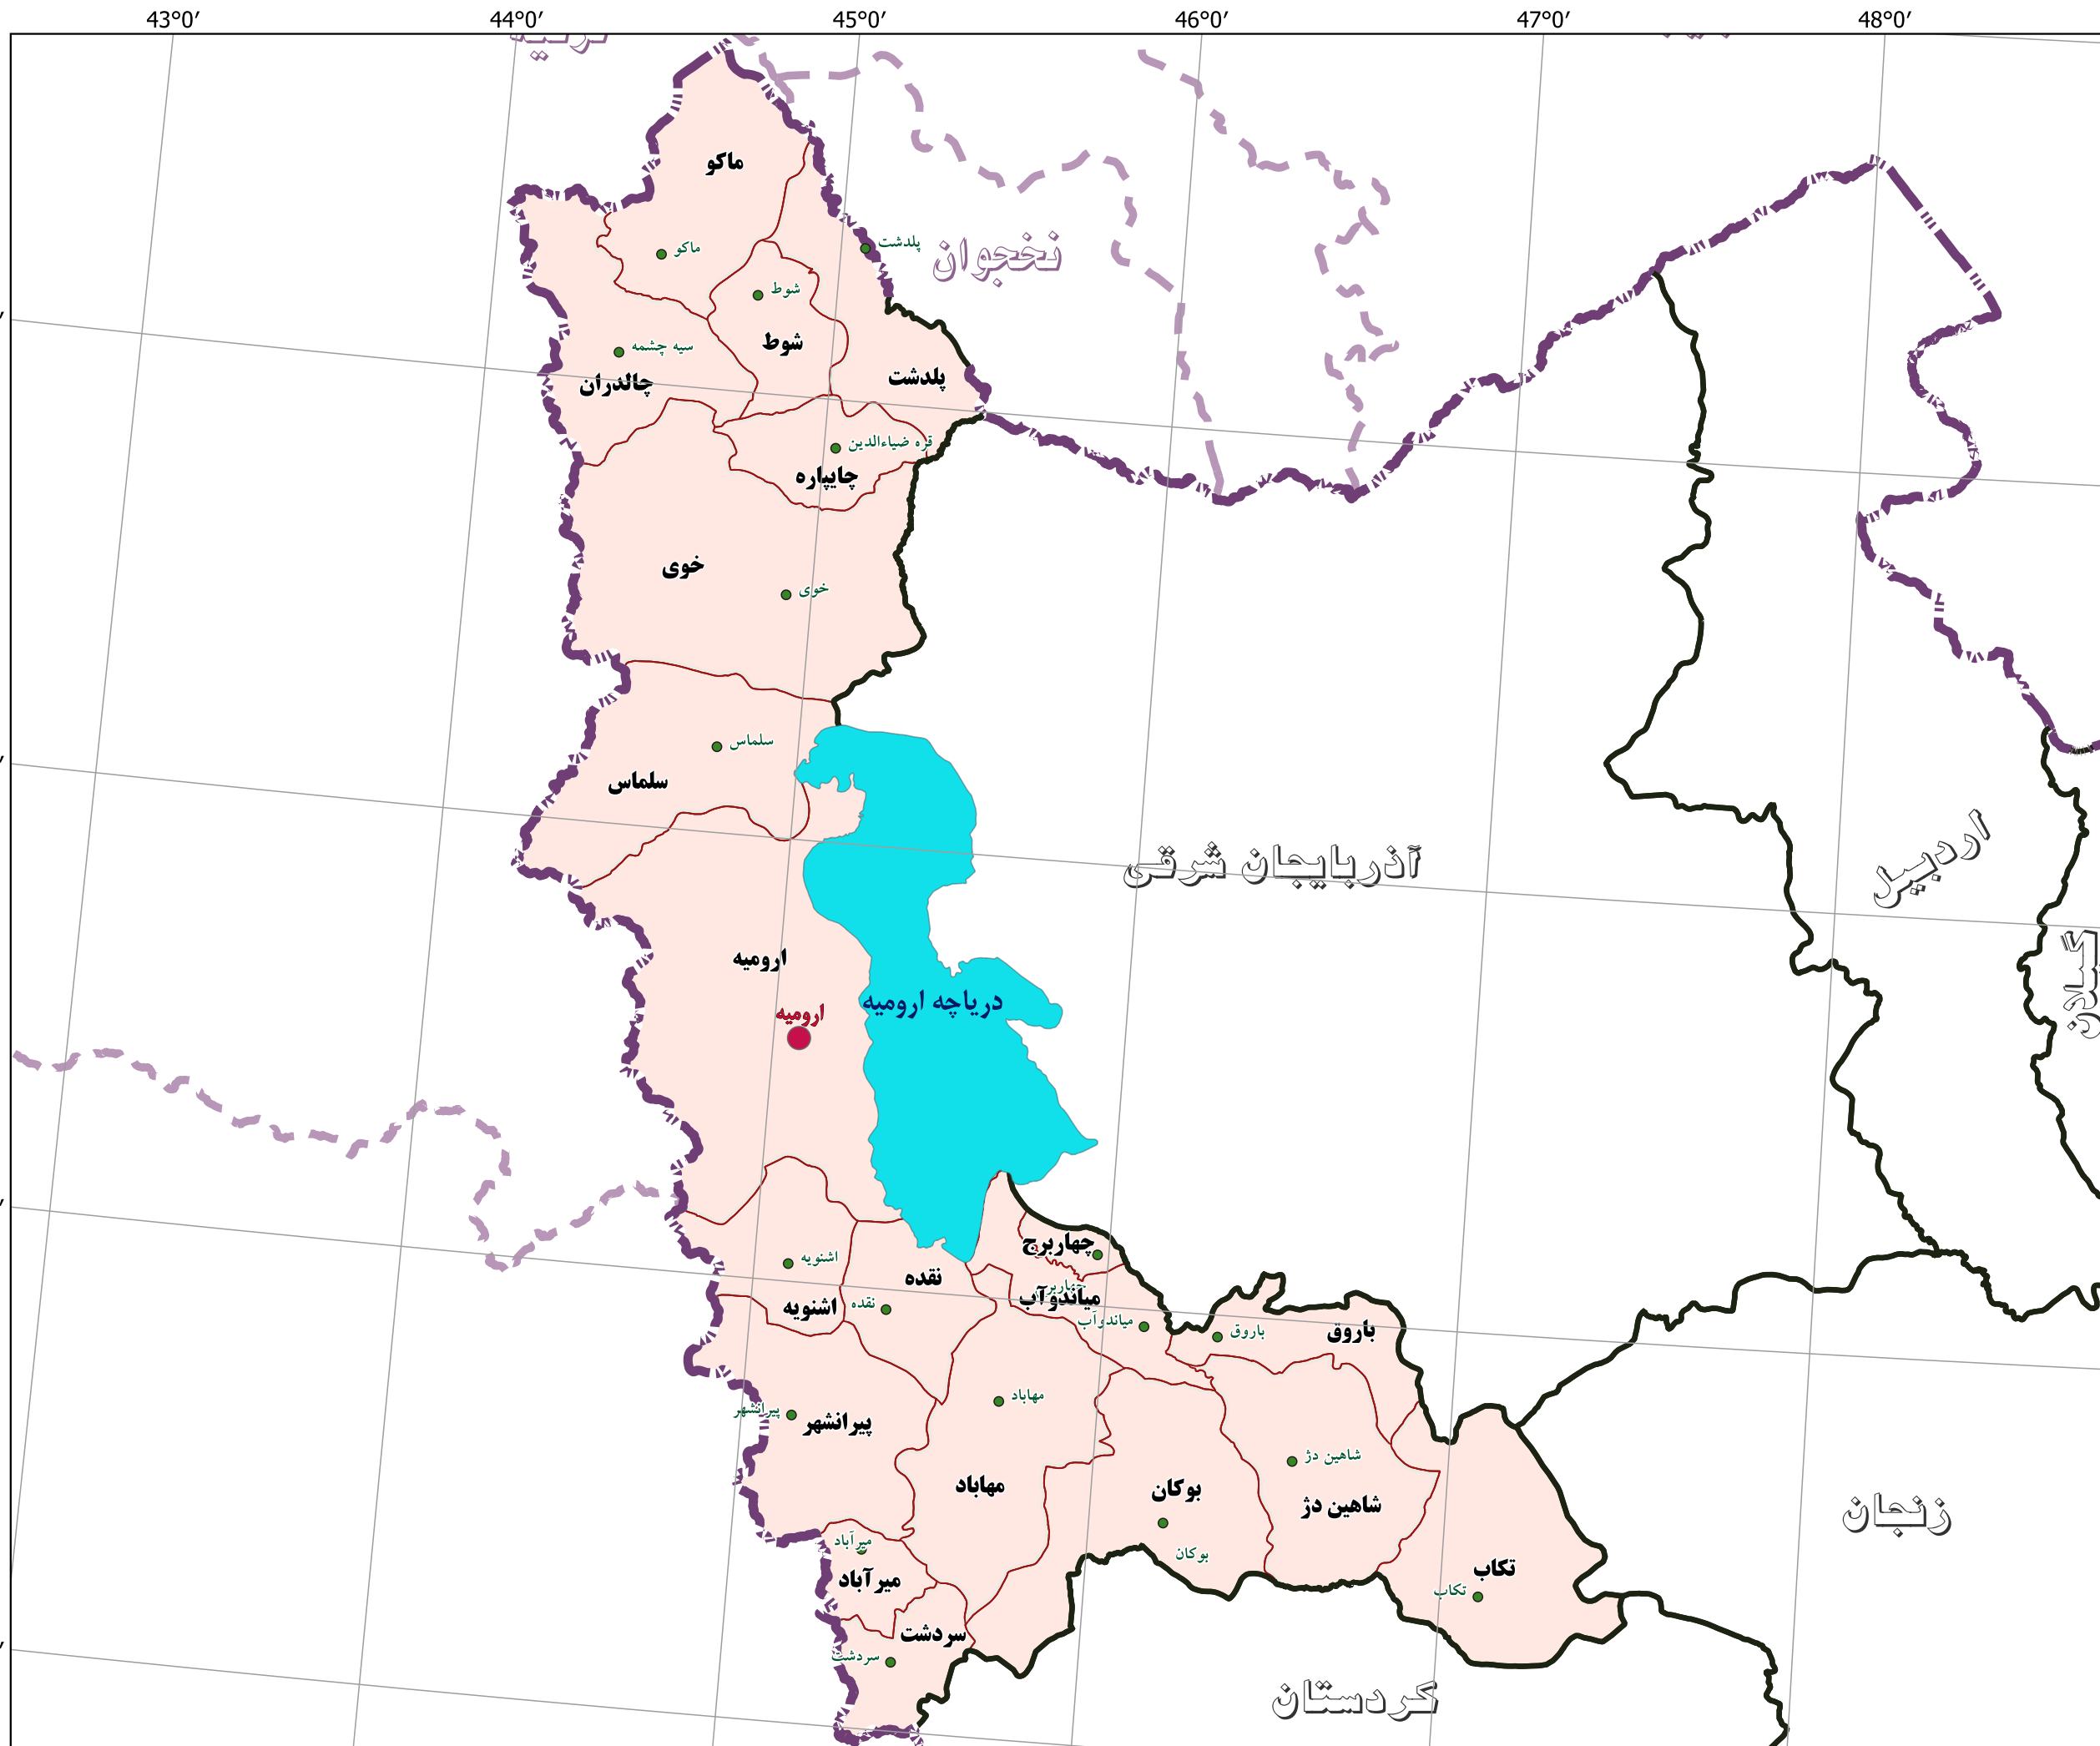 43°0′ 44°0′ 45°0′ 46°0′ 47°0′ 48°0′
ماکو
ماکو
پلدشت
نخجوان
شوط
شوط
سیه چشمه
چالدران
پلدشت
قره ضیاءالدین
چایپاره
خوی
خوی
سلماس
سلماس
آذربایجان شرقی
اردبیل
گیلان
ارومیه
دریاچه ارومیه
ارومیه
چهاربرج
چهاربرج
میاندوآب
میاندوآب
اشنویه
اشنویه
نقده
نقده
باروق
باروق
مهاباد
مهاباد
پیرانشهر
پیرانشهر
شاهین دژ
شاهین دژ
بوکان
بوکان
زنجان
میرآباد
میرآباد
تکاب
تکاب
سردشت
سردشت
کردستان